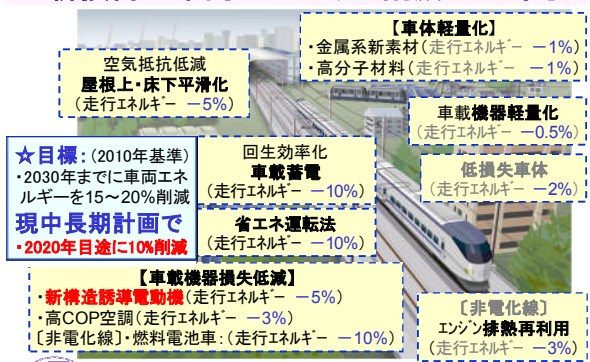 【車体軽量化】
・金属系新素材(走行エネルギー －1%)
・高分子材料(走行エネルギー －1%)
空気抵抗低減
屋根上・床下平滑化
(走行エネルギー －5%)
車載機器軽量化
(走行エネルギー －0.5%)
☆目標：(2010年基準)
・2030年までに車両エネ
ルギーを15～20%削減
現中長期計画で
・2020年目途に10%削減
回生効率化
車載蓄電
(走行エネルギー －10%)
低損失車体
(走行エネルギー －2%)
省エネ運転法
(走行エネルギー －10%)
【車載機器損失低減】
・新構造誘導電動機(走行エネルギー －5%)
・高COP空調(走行エネルギー －3%)
〔非電化線〕・燃料電池車：(走行エネルギー －10%)
〔非電化線〕
エンジン排熱再利用
(走行エネルギー －3%)